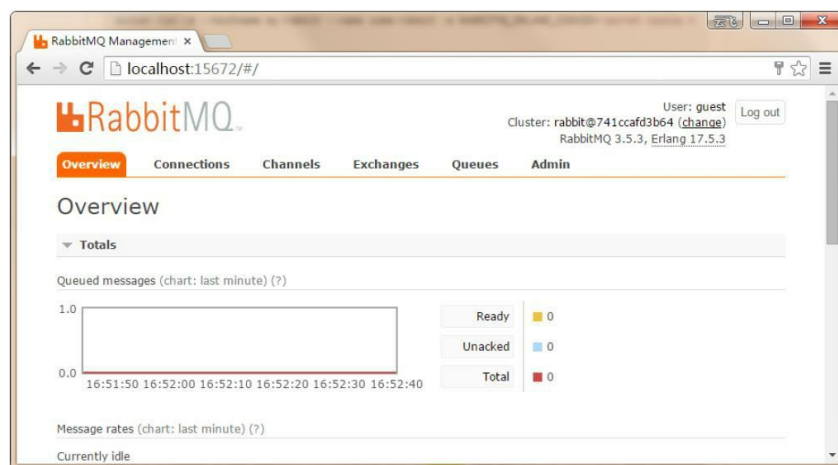 云飞
RabbitMQ Managemen
localhost:15672/#/
RabbitMQ
User: guest
Log out
Cluster: rabbit@741ccafd3b64 (change)
RabbitMQ 3.5.3, Erlang 17.5.3
Overview Connections Channels Exchanges Queues Admin
Overview
Totals
Queued messages (chart: last minute) (?)
1.0
Ready 0
Unacked 0
0.0
Total 0
16:51:50 16:52:00 16:52:10 16:52:20 16:52:30 16:52:40
Message rates (chart: last minute) (?)
Currently idle